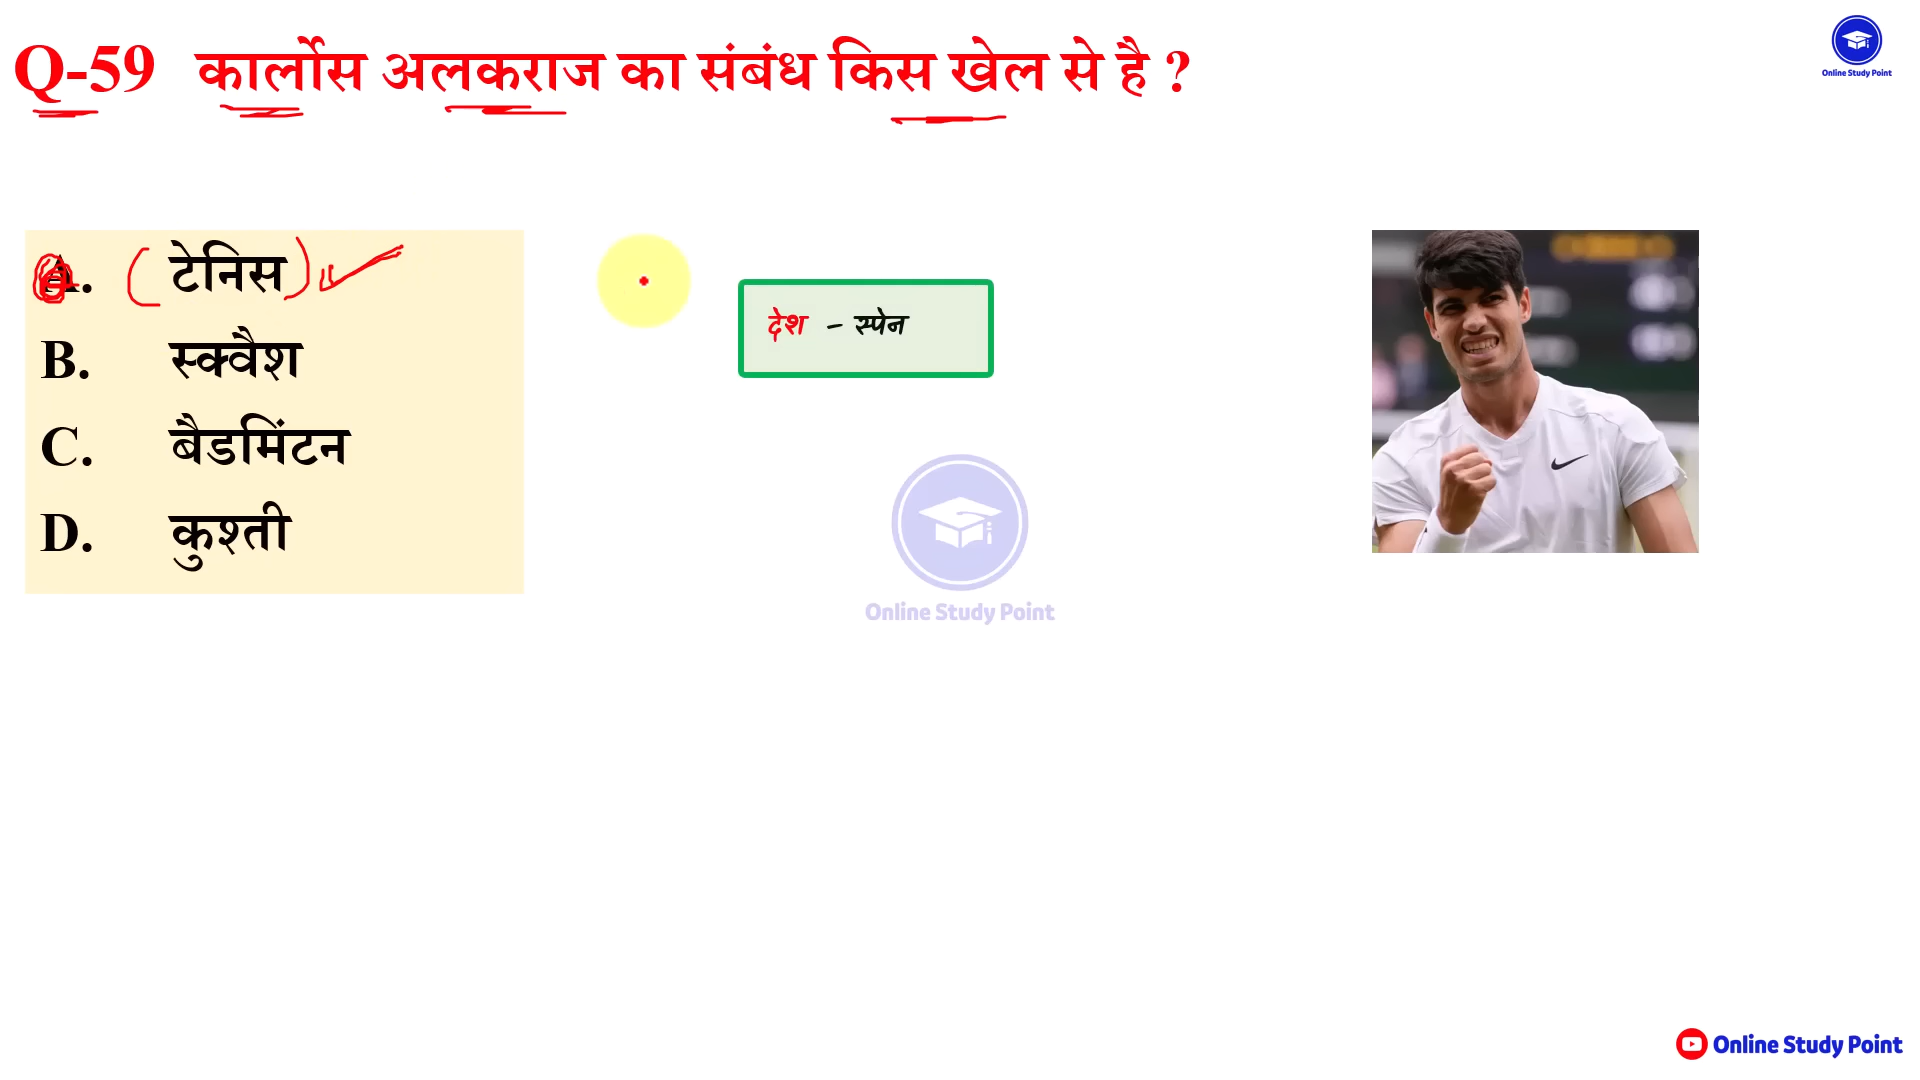 Q-59 कार्लोस अलकराज का संबंध किस खेल से है ?
Online Study Point
A. टेनिस
B. स्क्वैश
C. बैडमिंटन
D. कुश्ती
देश - स्पेन
Online Study Point
Online Study Point